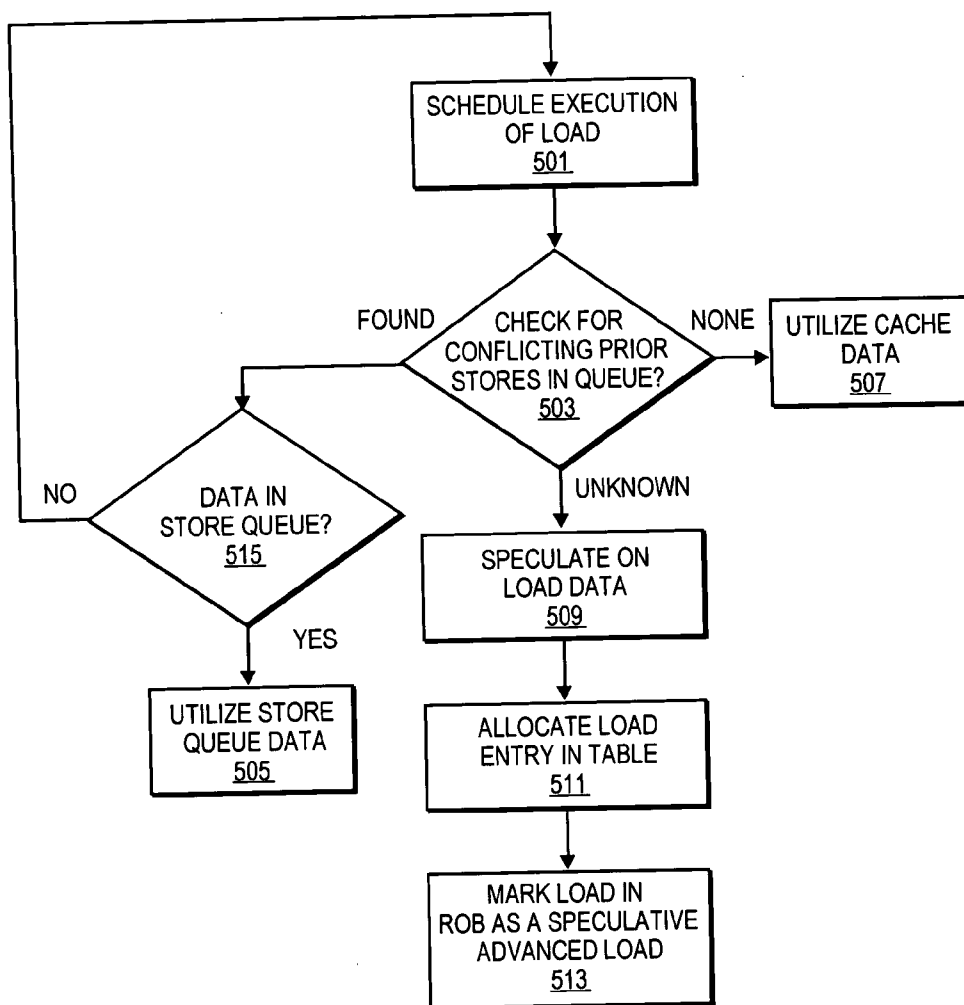 SCHEDULE EXECUTION
OF LOAD
501
FOUND
CHECK FOR
CONFLICTING PRIOR
STORES IN QUEUE?
503
NONE
UTILIZE CACHE
DATA
507
NO
DATA IN
STORE QUEUE?
515
UNKNOWN
SPECULATE ON
LOAD DATA
509
YES
UTILIZE STORE
QUEUE DATA
505
ALLOCATE LOAD
ENTRY IN TABLE
511
MARK LOAD IN
ROB AS A SPECULATIVE
ADVANCED LOAD
513